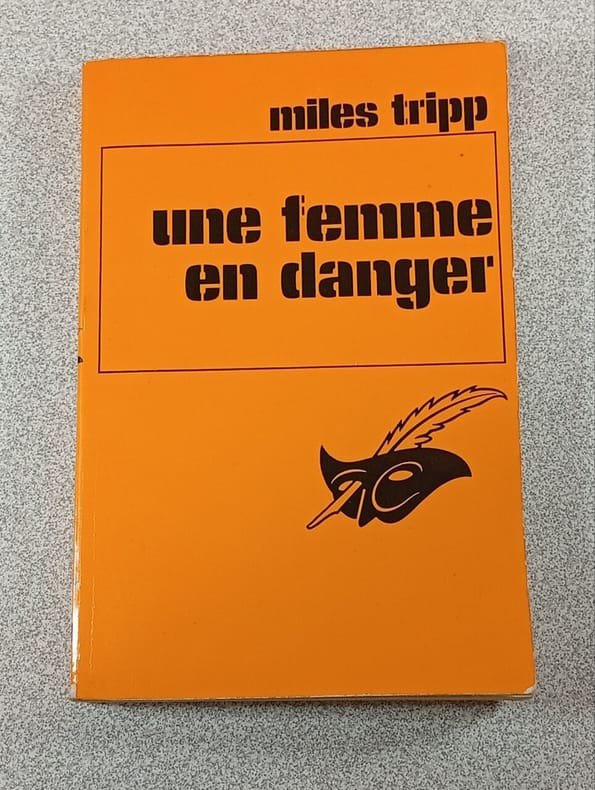 miles tripp
une femme
en danger